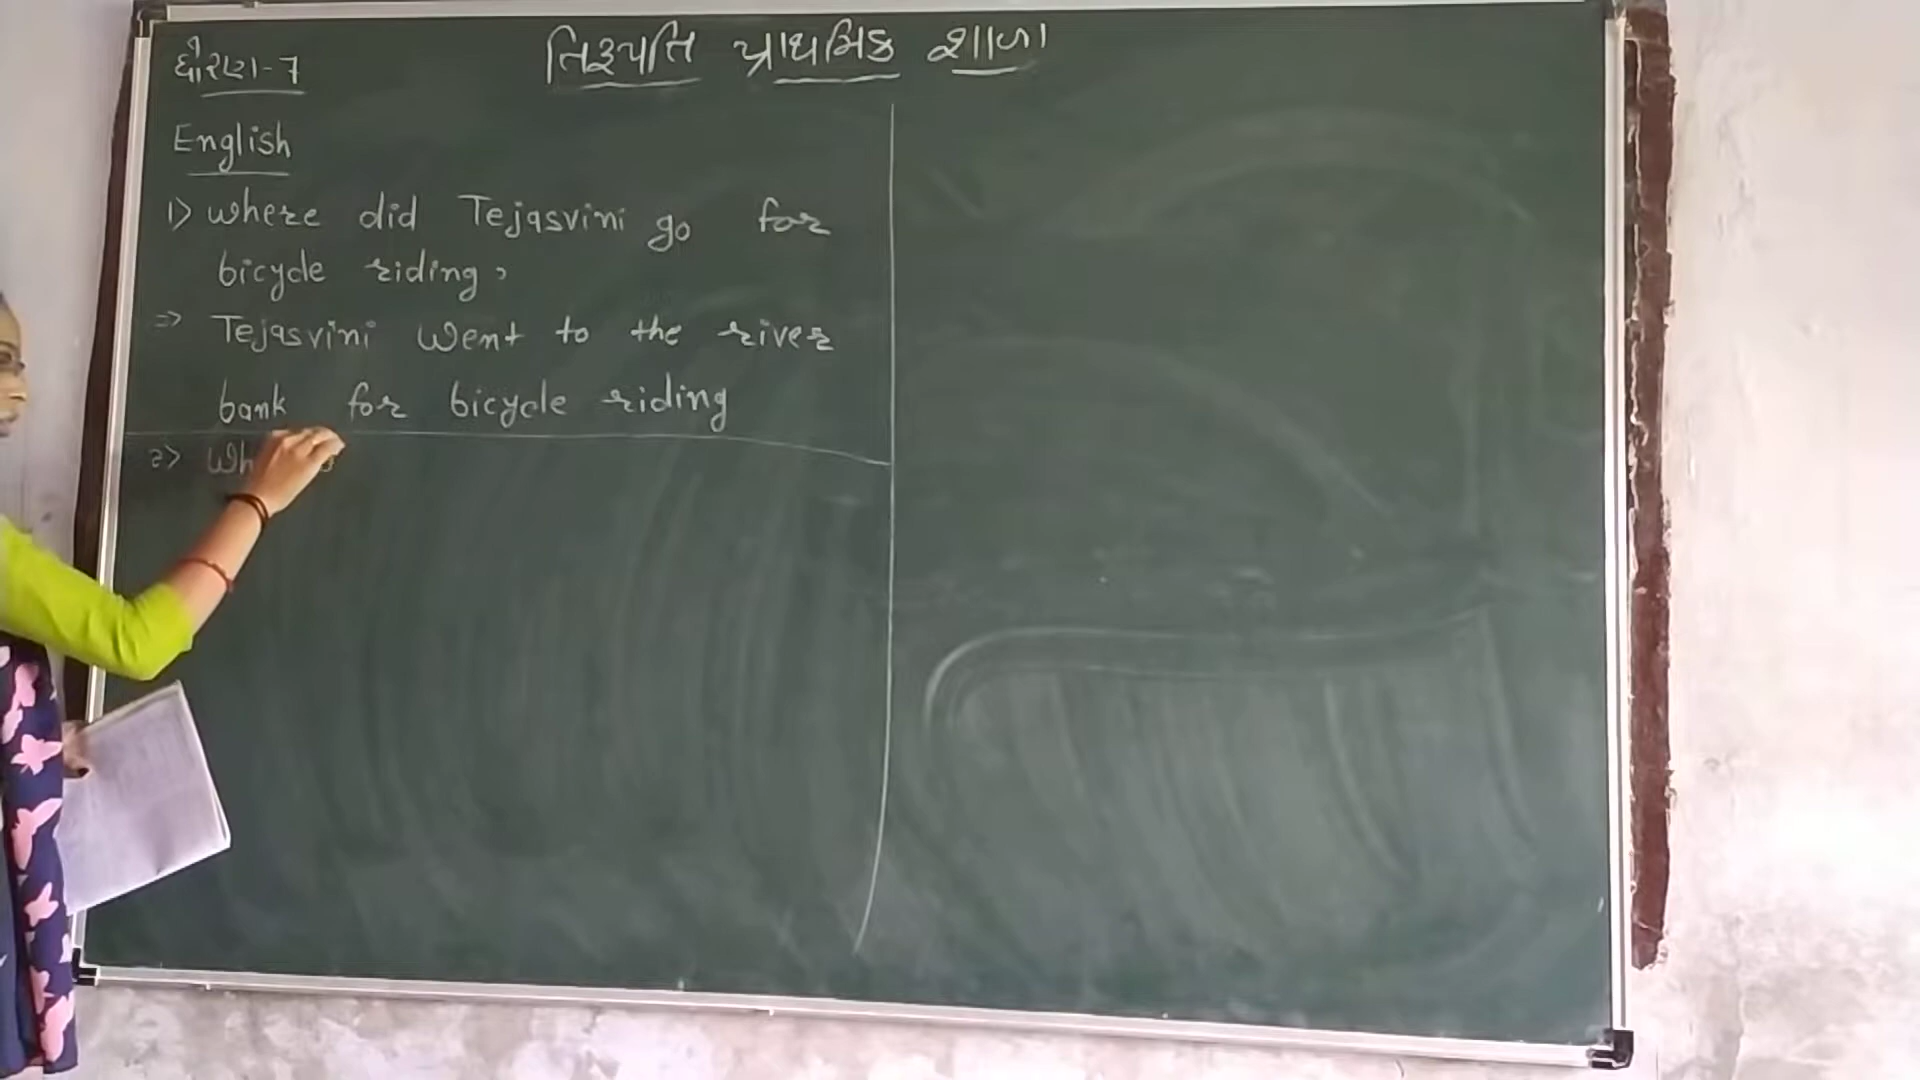 ધોરણ-7
તિરૂપતિ પ્રાથમિક શાળા
English
1) where did Tejasvini go for
bicycle riding?
=> Tejasvini went to the river
bank for bicycle riding
2)